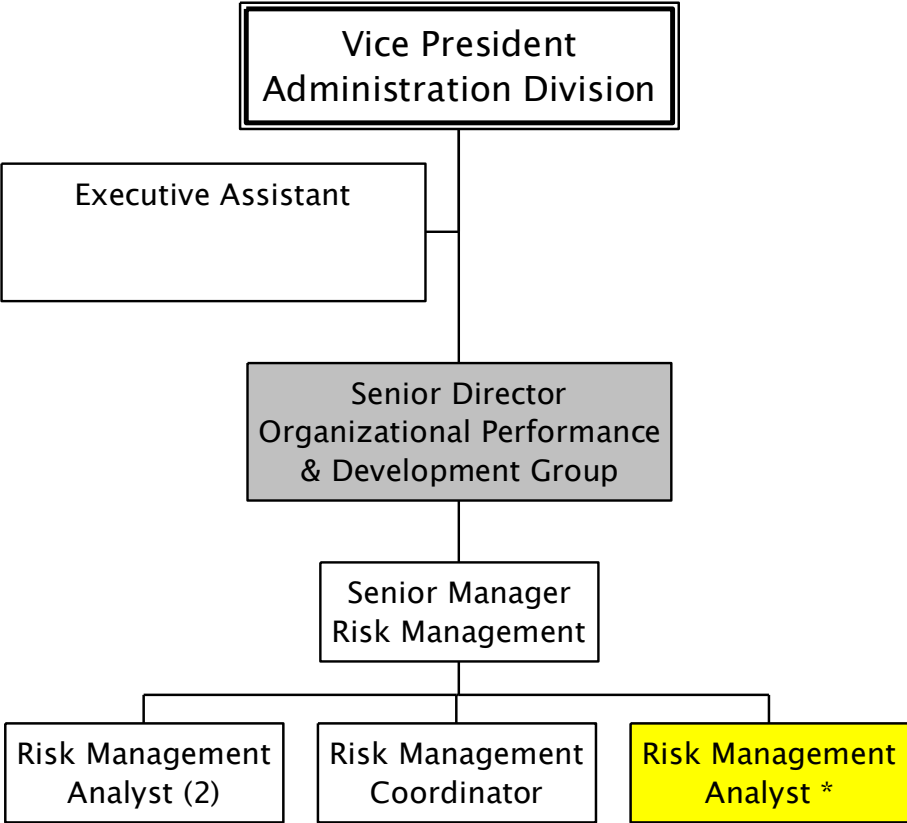 Vice President
Administration Division
Executive Assistant
Senior Director
Organizational Performance
& Development Group
Senior Manager
Risk Management
Risk Management
Analyst (2)
Risk Management
Coordinator
Risk Management
Analyst *